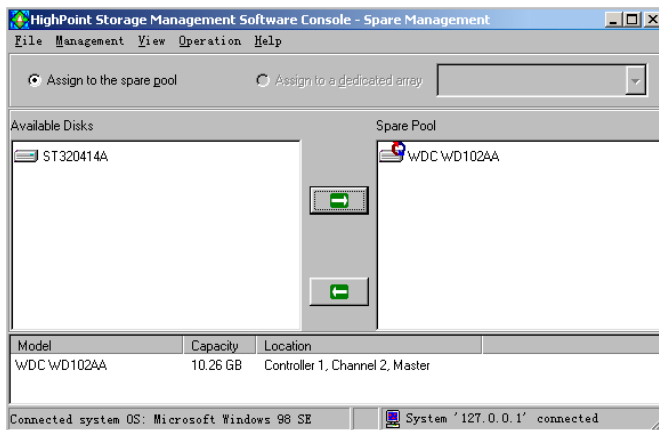 HighPoint Storage Management Software Console - Spare Management
File Management View Operation Help
Assign to the spare pool Assign to a dedicated array
Available Disks Spare Pool
ST320414A WDC WD102AA
Model Capacity Location
WDC WD102AA 10.26 GB Controller 1, Channel 2, Master
Connected system OS: Microsoft Windows 98 SE System '127.0.0.1' connected